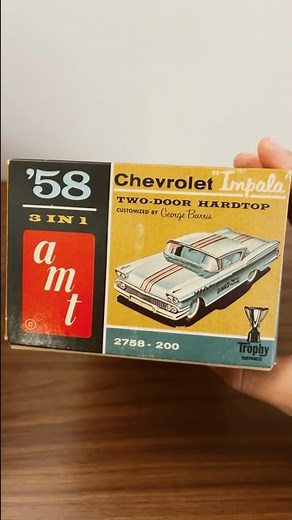 '58
3 IN 1
amt
©
Chevrolet "Impala"
TWO-DOOR HARDTOP
CUSTOMIZED BY George Barris
2758 - 200
Trophy